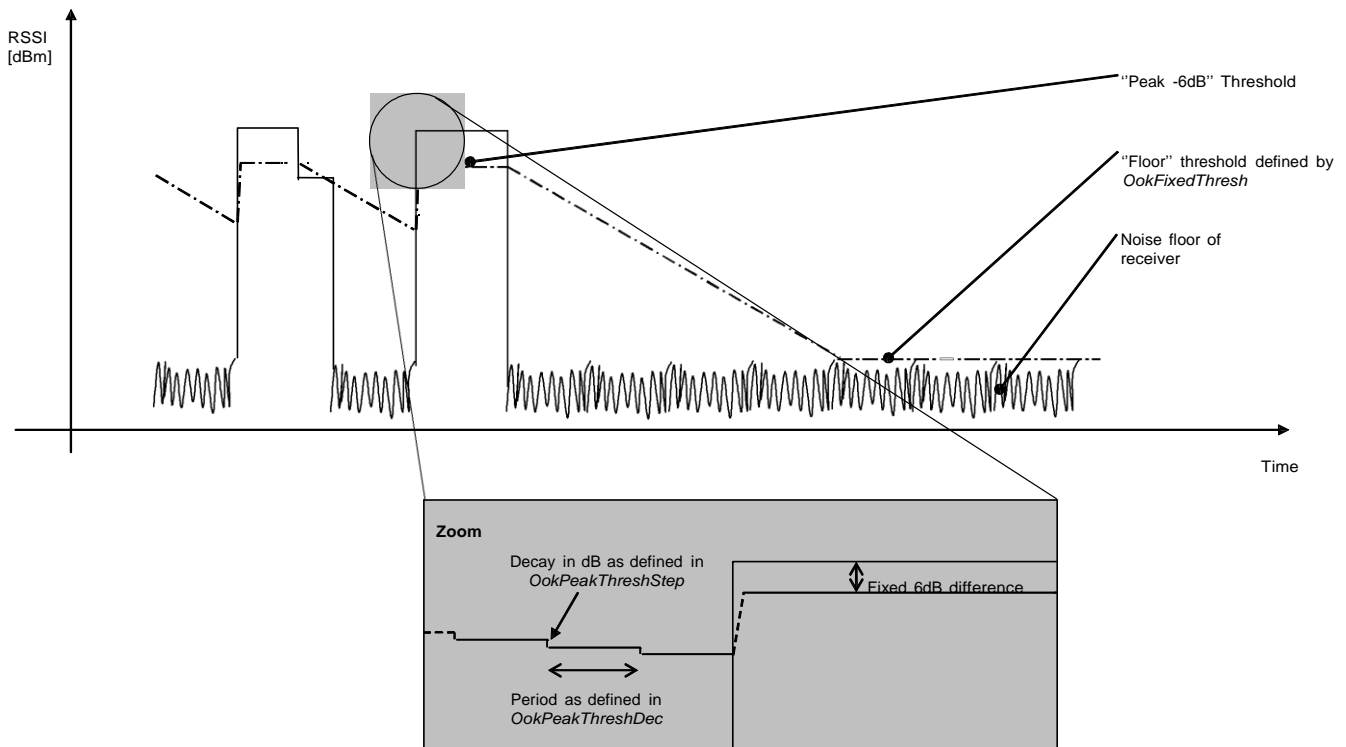 RSSI
[dBm]
‘’Peak -6dB’’ Threshold
‘’Floor’’ threshold defined by
OokFixedThresh
Noise floor of
receiver
Time
Zoom
Decay in dB as defined in
OokPeakThreshStep
Fixed 6dB difference
Period as defined in
OokPeakThreshDec